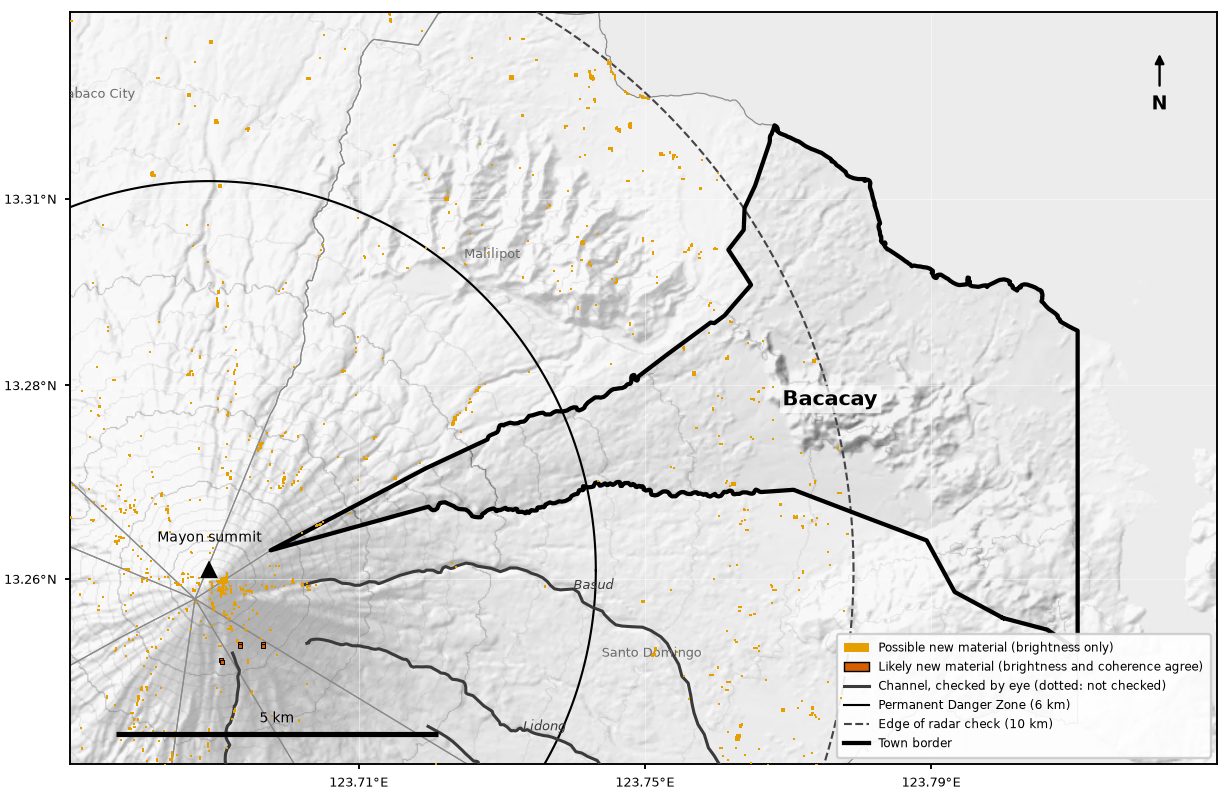 N
abaco City
13.31°N
Malilipot
13.28°N
Bacacay
Mayon summit
13.26°N
Basud
Santo Domingo
Lidong
5 km
Possible new material (brightness only)
Likely new material (brightness and coherence agree)
Channel, checked by eye (dotted: not checked)
Permanent Danger Zone (6 km)
Edge of radar check (10 km)
Town border
123.71°E
123.75°E
123.79°E